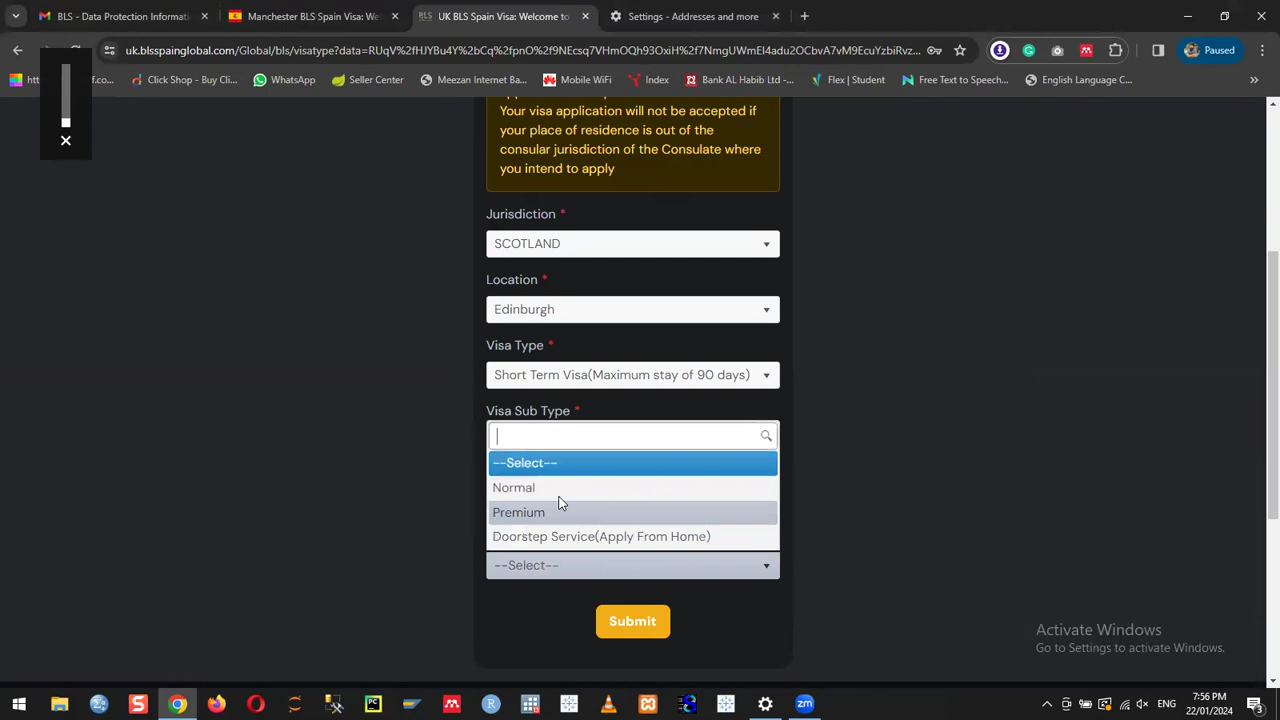 BLS - Data Protection Informati
Manchester BLS Spain Visa: We
UK BLS Spain Visa: Welcome to
Settings - Addresses and more
uk.blsspainglobal.com/Global/bls/visatype?data=RUqV%2fHJYBu4Y%2bCq%2fpnO%2f9NEcsq7VHmOQh93OxiH%2f7NmgUWmEI4adu2OCbvA7vM9EcuYzbiRvz...
Paused
f.com...
Click Shop - Buy Cli...
WhatsApp
Seller Center
Meezan Internet Ba...
Mobile WiFi
Index
Bank AL Habib Ltd -...
Flex | Student
Free Text to Speech...
English Language C...
Your visa application will not be accepted if
your place of residence is out of the
consular jurisdiction of the Consulate where
you intend to apply
Jurisdiction *
SCOTLAND
Location *
Edinburgh
Visa Type *
Short Term Visa(Maximum stay of 90 days)
Visa Sub Type *
--Select--
Normal
Premium
Doorstep Service(Apply From Home)
--Select--
Submit
Activate Windows
Go to Settings to activate Windows.
ENG
7:56 PM
22/01/2024